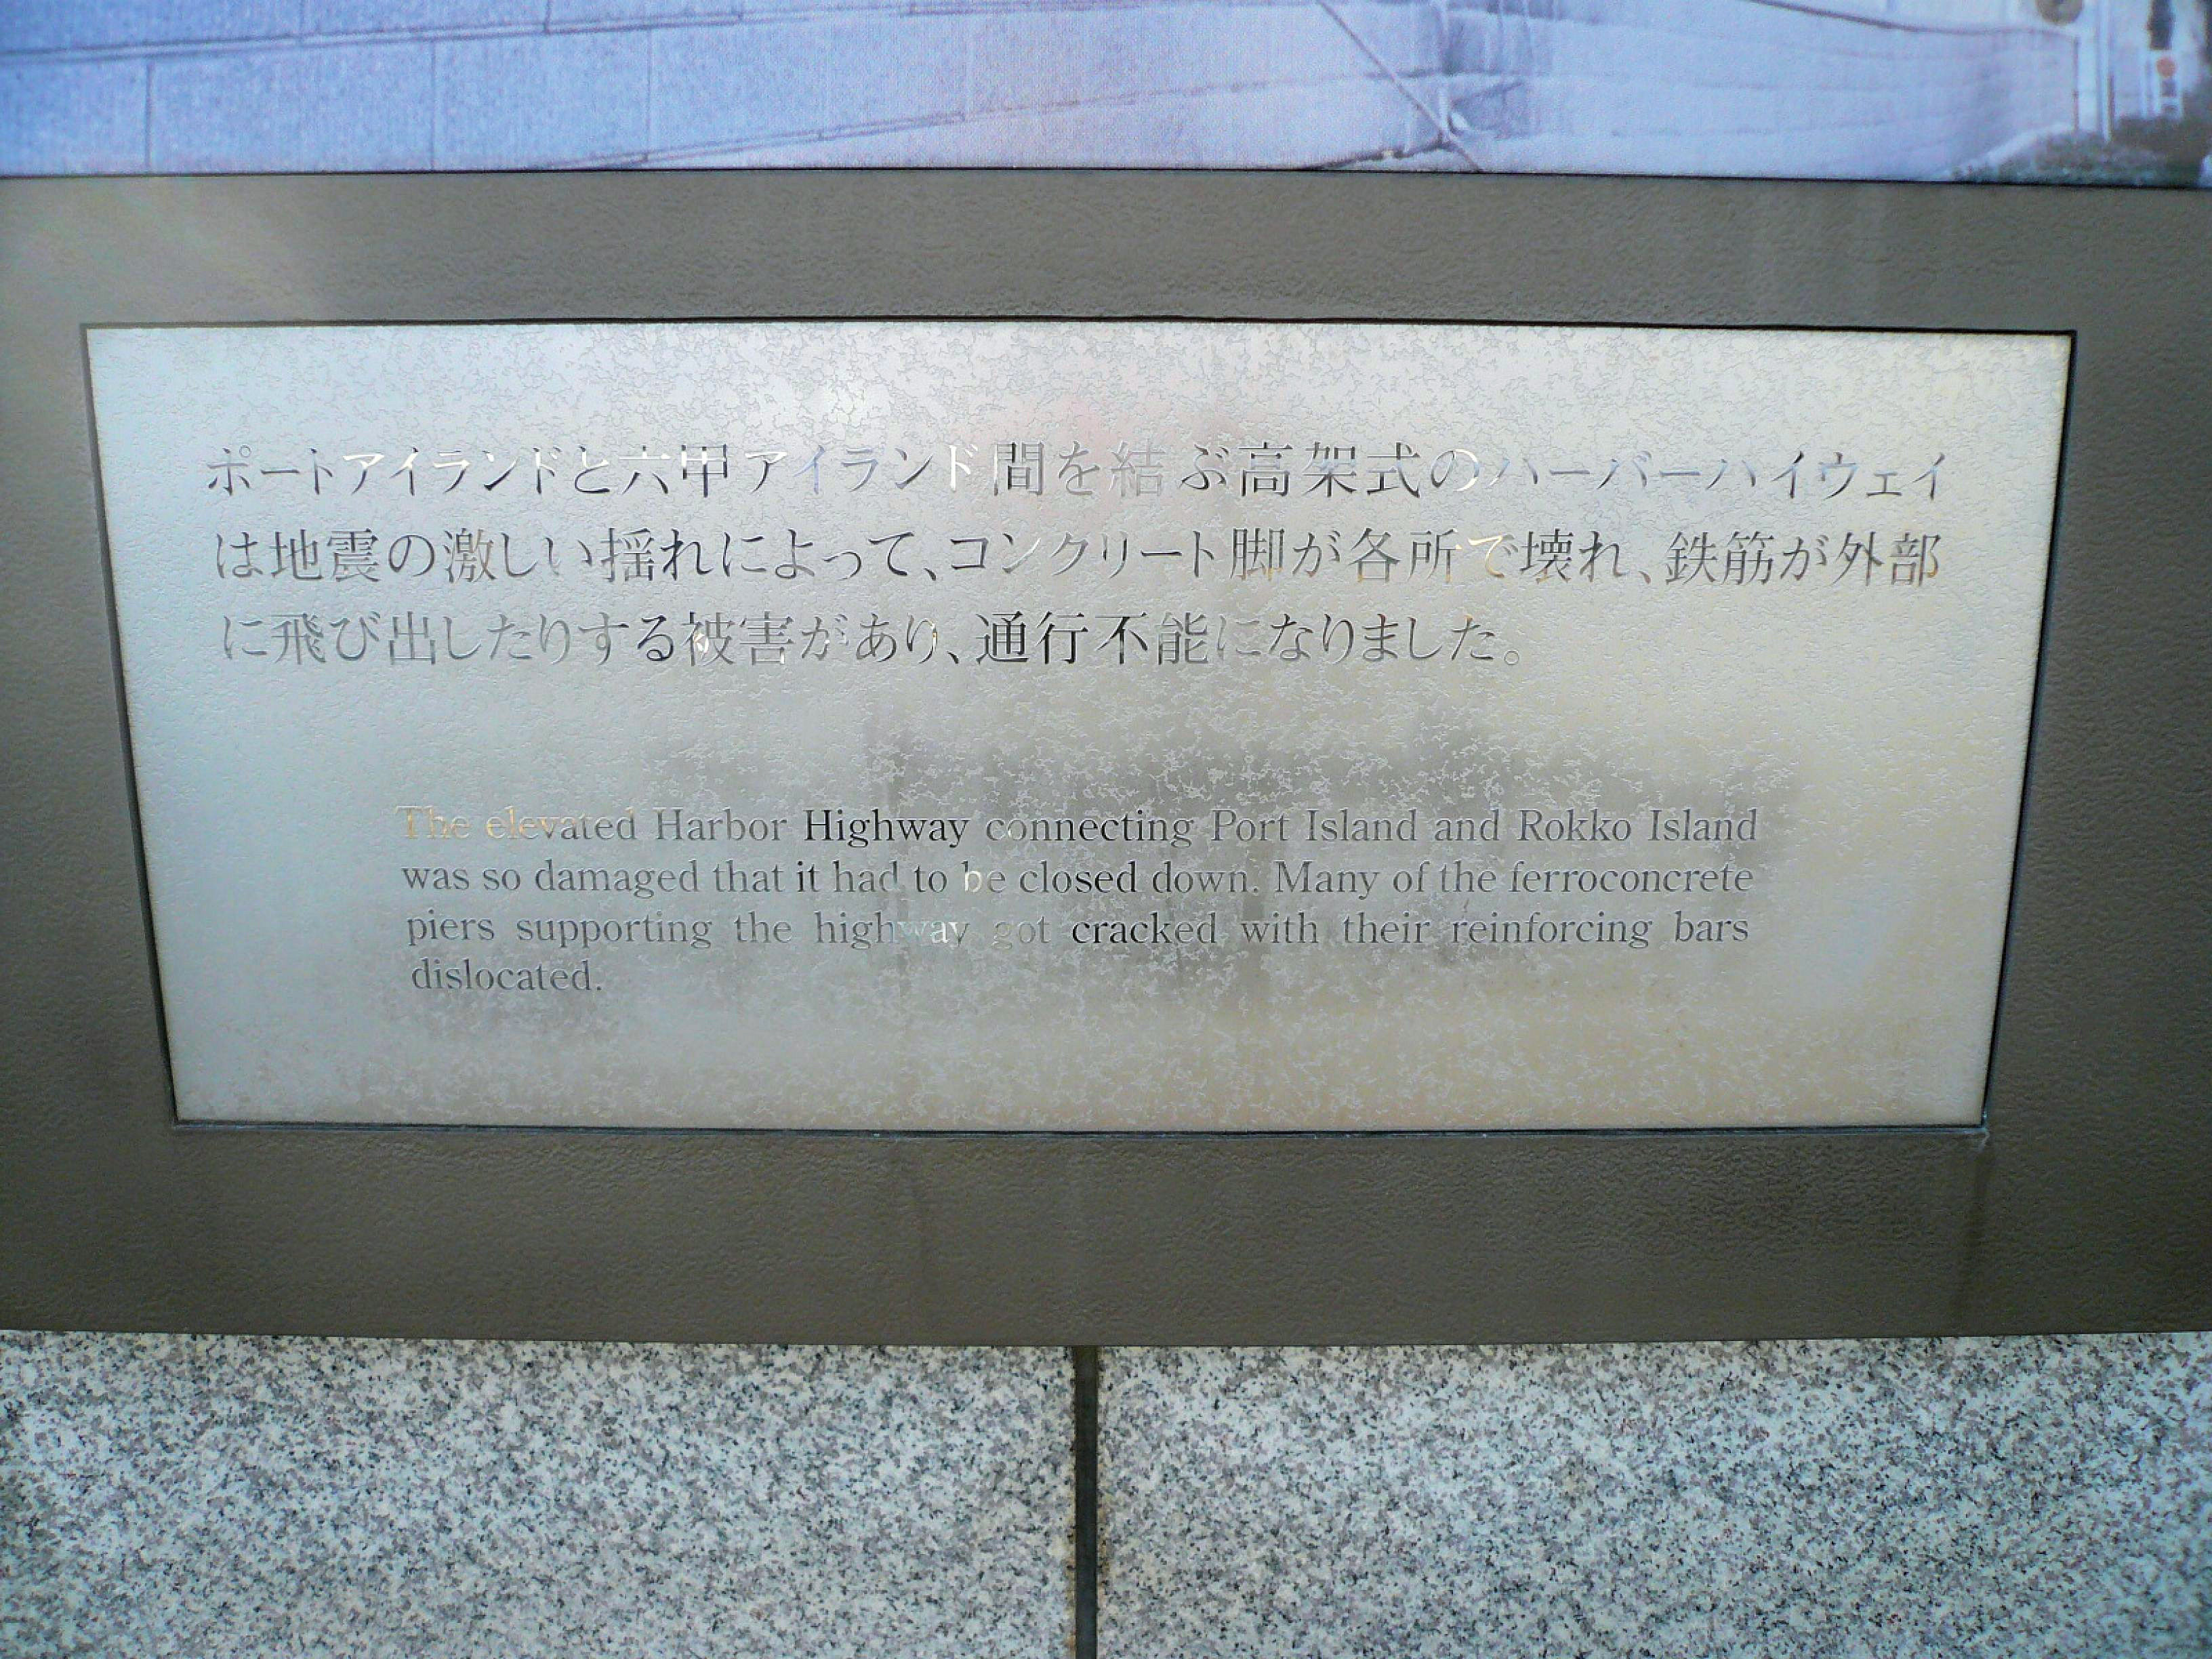 ポートアイランドと六甲アイランド間を結ぶ高架式のハーバーハイウェイ
は地震の激しい揺れによって、コンクリート脚が各所で壊れ、鉄筋が外部
に飛び出したりする被害があり、通行不能になりました。
The elevated Harbor Highway connecting Port Island and Rokko Island
was so damaged that it had to be closed down. Many of the ferroconcrete
piers supporting the highway got cracked with their reinforcing bars
dislocated.